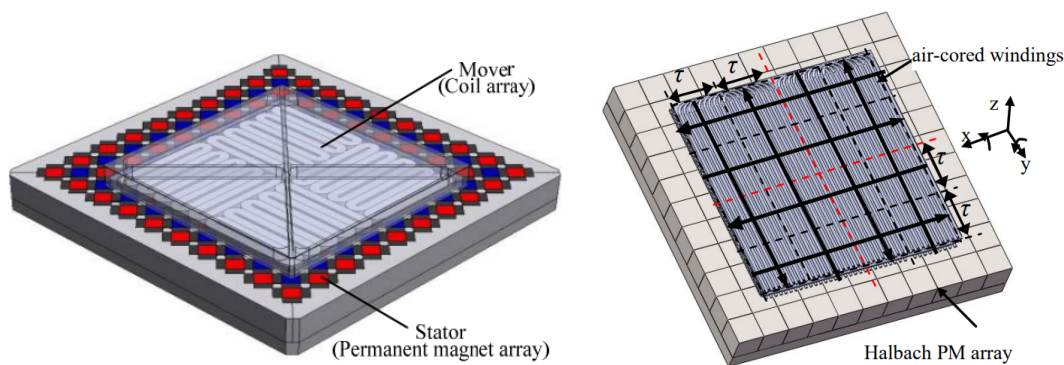 Mover
(Coil array)
Stator
(Permanent magnet array)
τ
τ
air-cored windings
z
x
y
τ
τ
Halbach PM array